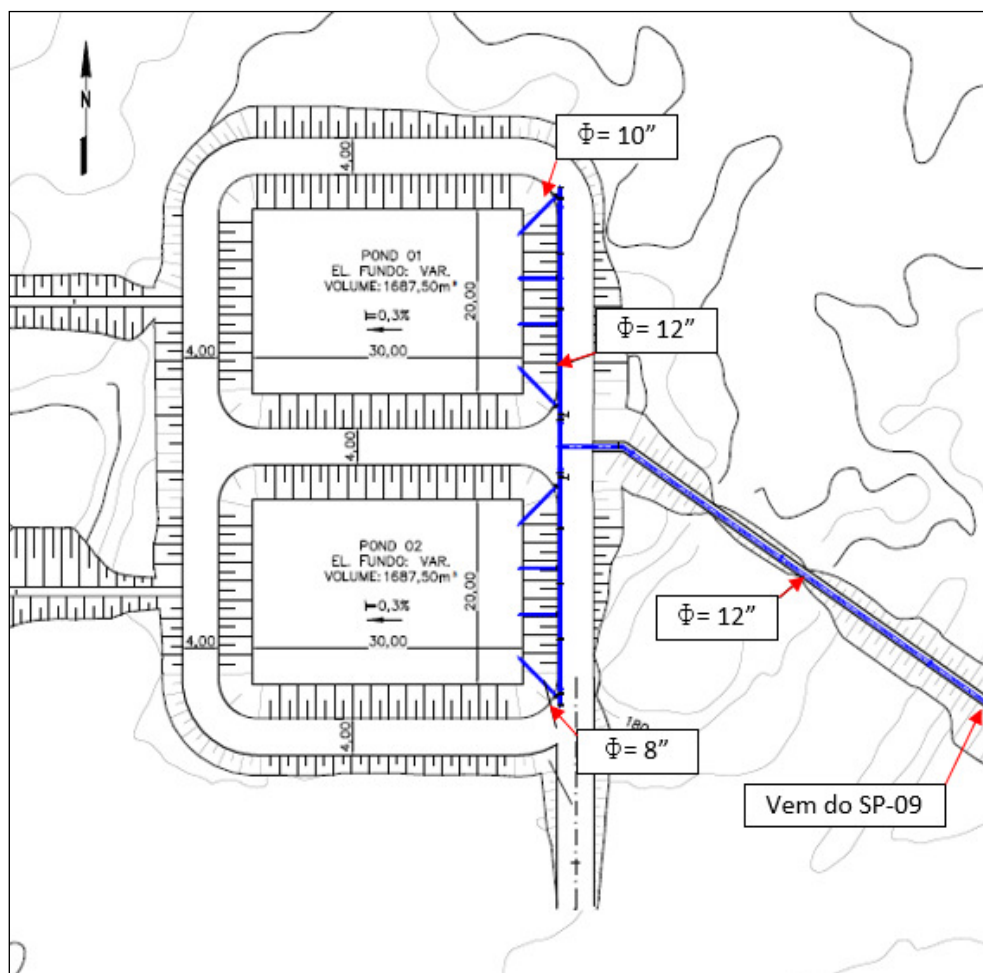 N
Φ= 10”
4,00
POND 01
EL. FUNDO: VAR.
VOLUME: 1687,50m³
i=0,3%
20,00
30,00
4,00
Φ= 12”
4,00
POND 02
EL. FUNDO: VAR.
VOLUME: 1687,50m³
i=0,3%
20,00
30,00
4,00
Φ= 12”
4,00
180
Φ= 8”
Vem do SP-09